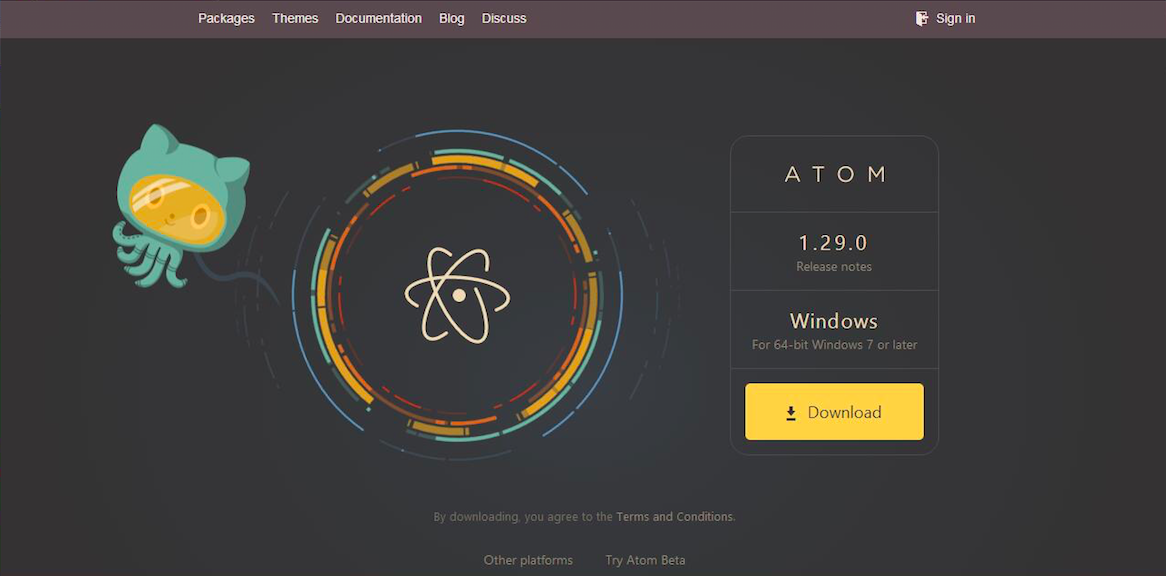 Packages Themes Documentation Blog Discuss Sign in
ATOM
1.29.0
Release notes
Windows
For 64-bit Windows 7 or later
Download
By downloading, you agree to the Terms and Conditions.
Other platforms Try Atom Beta